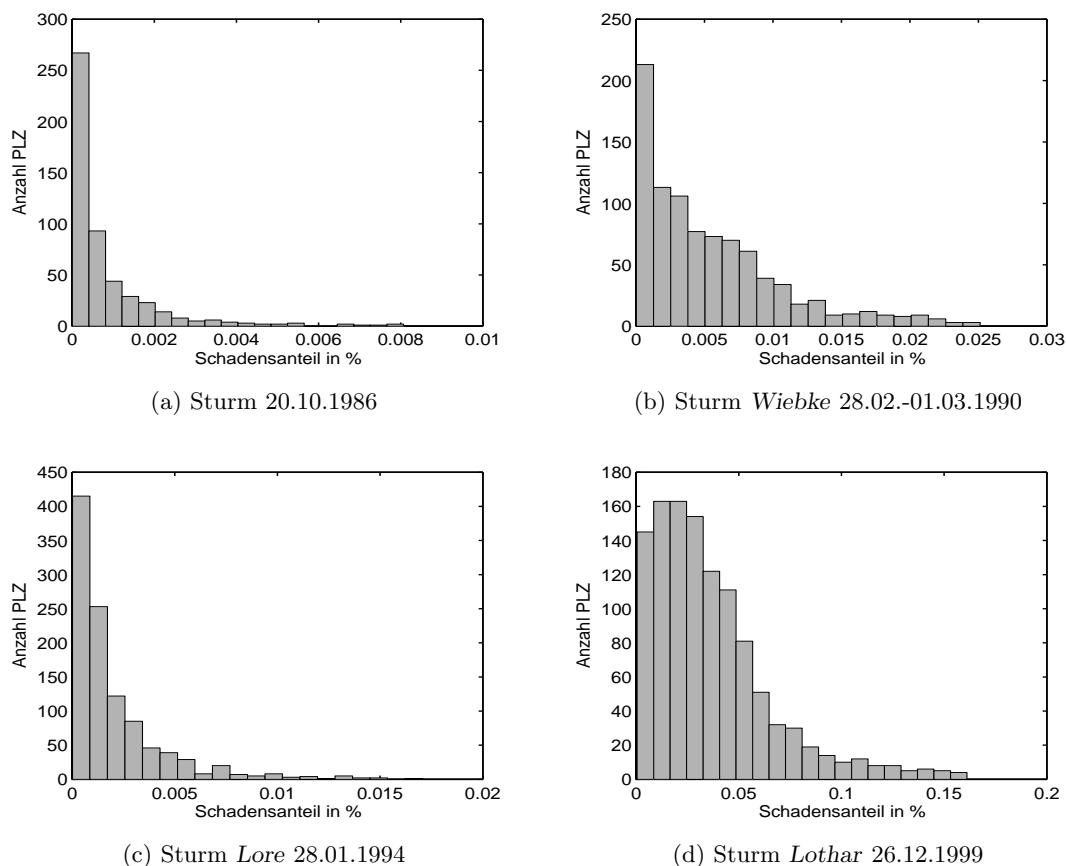 300
250
200
150
100
50
0
Anzahl PLZ
0 0.002 0.004 0.006 0.008 0.01
Schadensanteil in %
(a) Sturm 20.10.1986
250
200
150
100
50
0
Anzahl PLZ
0 0.005 0.01 0.015 0.02 0.025 0.03
Schadensanteil in %
(b) Sturm Wiebke 28.02.-01.03.1990
450
400
350
300
250
200
150
100
50
0
Anzahl PLZ
0 0.005 0.01 0.015 0.02
Schadensanteil in %
(c) Sturm Lore 28.01.1994
180
160
140
120
100
80
60
40
20
0
Anzahl PLZ
0 0.05 0.1 0.15 0.2
Schadensanteil in %
(d) Sturm Lothar 26.12.1999